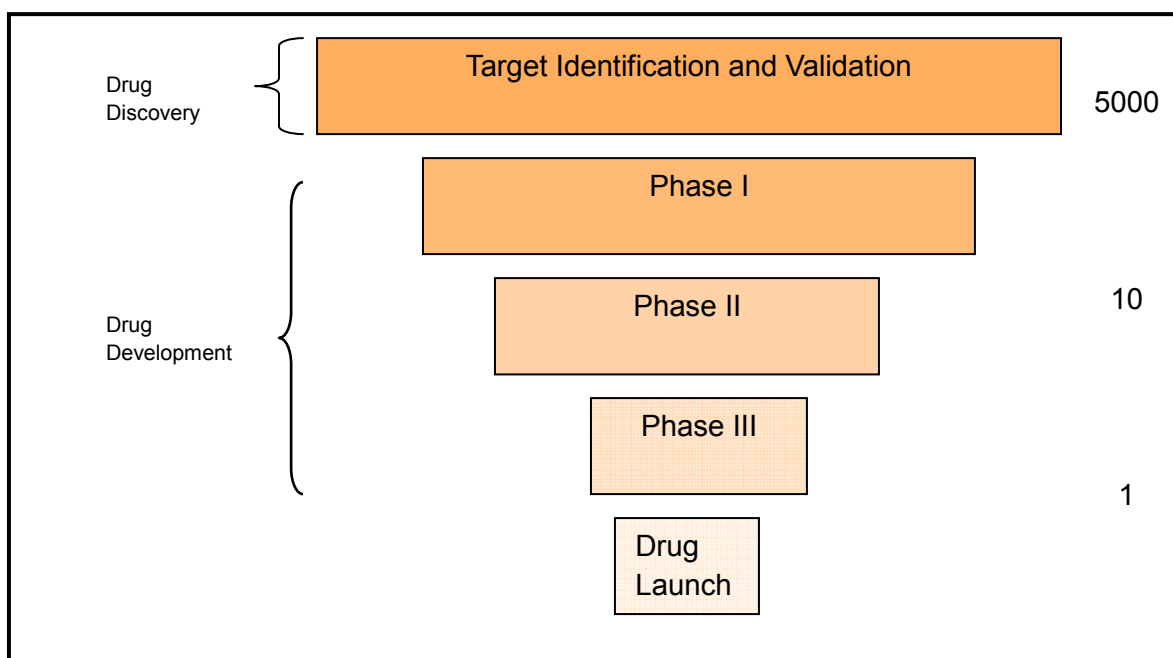 Target Identification and Validation
Drug
Discovery
5000
Phase I
Phase II
10
Drug
Development
Phase III
1
Drug
Launch